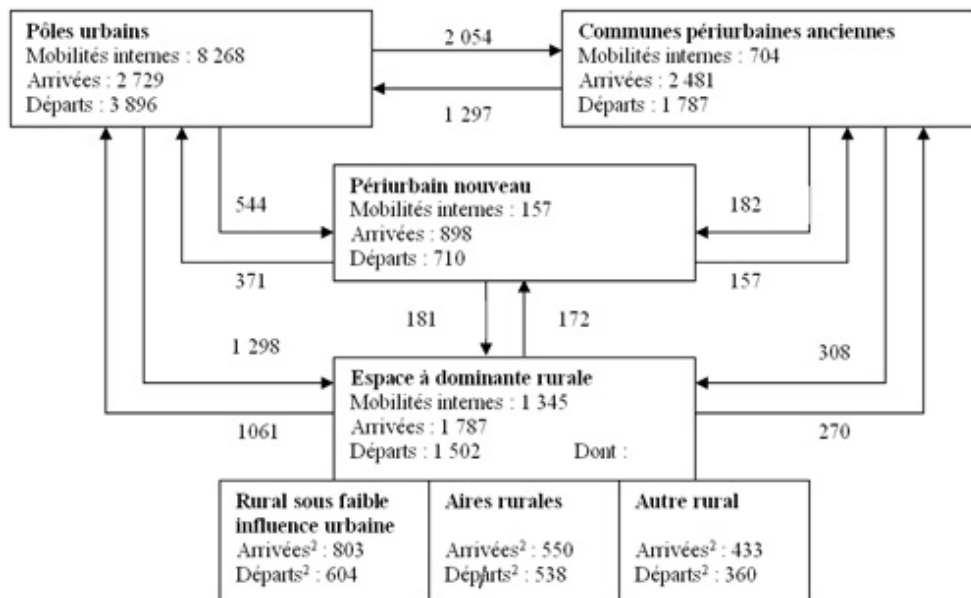 Pôles urbains
Mobilités internes : 8 268
Arrivées : 2 729
Départs : 3 896
2 054
1 297
Communes périurbaines anciennes
Mobilités internes : 704
Arrivées : 2 481
Départs : 1 787
544
371
Périurbain nouveau
Mobilités internes : 157
Arrivées : 898
Départs : 710
182
157
181
172
1 298
1061
Espace à dominante rurale
Mobilités internes : 1 345
Arrivées : 1 787
Départs : 1 502 Dont :
308
270
Rural sous faible
influence urbaine
Arrivées² : 803
Départs² : 604
Aires rurales
Arrivées² : 550
Départs² : 538
Autre rural
Arrivées² : 433
Départs² : 360